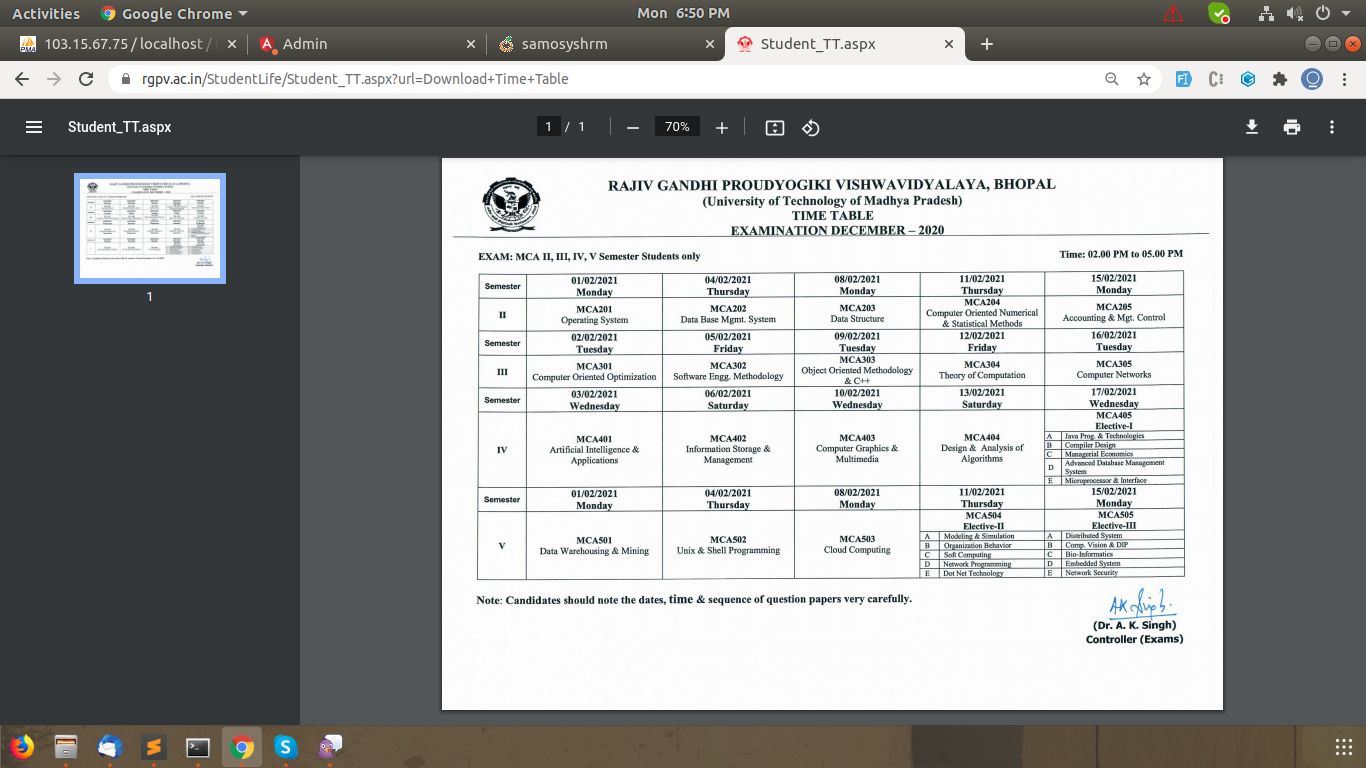 Activities
Google Chrome
Mon 6:50 PM
103.15.67.75 / localhost /
Admin
samosyshrm
Student_TT.aspx
rgpv.ac.in/StudentLife/Student_TT.aspx?url=Download+Time+Table
Student_TT.aspx
1 / 1
70%
1
RAJIV GANDHI PROUDYOGIKI VISHWAVIDYALAYA, BHOPAL
(University of Technology of Madhya Pradesh)
TIME TABLE
EXAMINATION DECEMBER – 2020
EXAM: MCA II, III, IV, V Semester Students only
Time: 02.00 PM to 05.00 PM
Semester
01/02/2021 Monday
04/02/2021 Thursday
08/02/2021 Monday
11/02/2021 Thursday
15/02/2021 Monday
II
MCA201
Operating System
MCA202
Data Base Mgmt. System
MCA203
Data Structure
MCA204
Computer Oriented Numerical
& Statistical Methods
MCA205
Accounting & Mgt. Control
Semester
02/02/2021 Tuesday
05/02/2021 Friday
09/02/2021 Tuesday
12/02/2021 Friday
16/02/2021 Tuesday
III
MCA301
Computer Oriented Optimization
MCA302
Software Engg. Methodology
MCA303
Object Oriented Methodology
& C++
MCA304
Theory of Computation
MCA305
Computer Networks
Semester
03/02/2021 Wednesday
06/02/2021 Saturday
10/02/2021 Wednesday
13/02/2021 Saturday
17/02/2021 Wednesday
IV
MCA401
Artificial Intelligence &
Applications
MCA402
Information Storage &
Management
MCA403
Computer Graphics &
Multimedia
MCA404
Design & Analysis of
Algorithms
MCA405
Elective-I
A Java Prog. & Technologies
B Compiler Design
C Managerial Economics
D Advanced Database Management
System
E Microprocessor & Interface
Semester
01/02/2021 Monday
04/02/2021 Thursday
08/02/2021 Monday
11/02/2021 Thursday
15/02/2021 Monday
V
MCA501
Data Warehousing & Mining
MCA502
Unix & Shell Programming
MCA503
Cloud Computing
MCA504
Elective-II
A Modeling & Simulation
B Organization Behavior
C Soft Computing
D Network Programming
E Dot Net Technology
MCA505
Elective-III
A Distributed System
B Comp. Vision & DIP
C Bio-Informatics
D Embedded System
E Network Security
Note: Candidates should note the dates, time & sequence of question papers very carefully.
AK Singh
(Dr. A. K. Singh)
Controller (Exams)